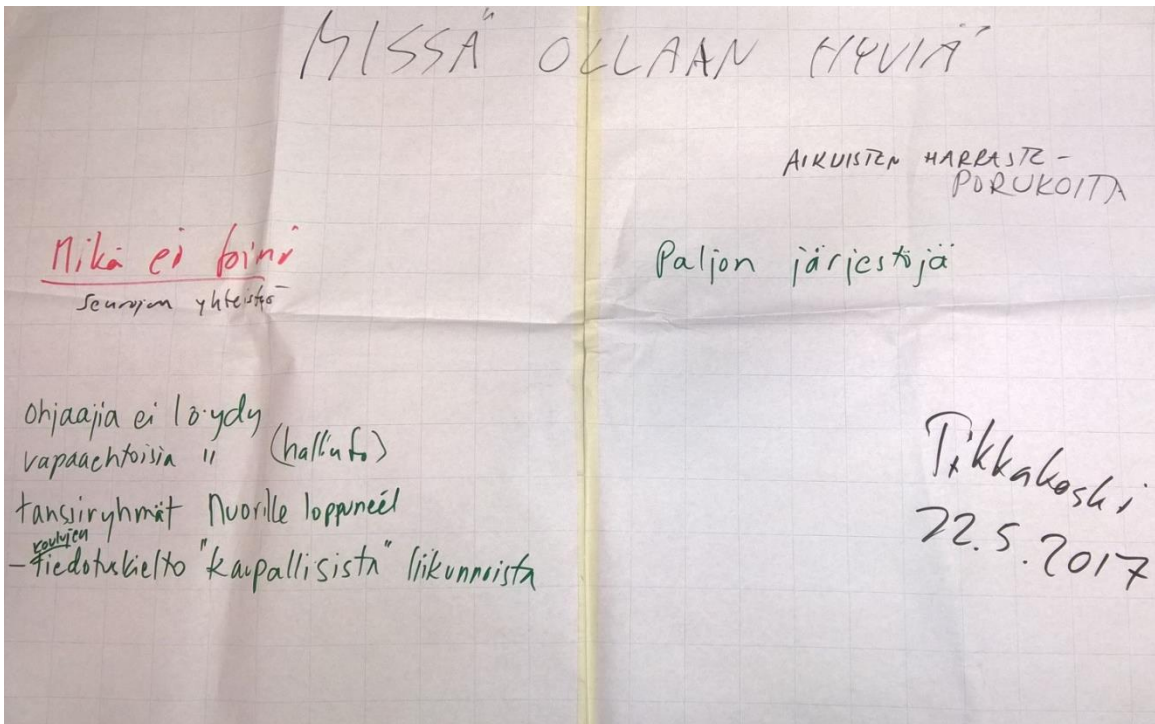 MISSÄ OLLAAN HYVIÄ
AIKUISTEN HARRASTE-
PORUKOITA
Mikä ei toimi
seurojen yhteistyö
Paljon järjestöjä
Ohjaajia ei löydy
vapaaehtoisia " (hallinto)
tanssiryhmät Nuorille loppuneet
koulujen
- tiedotuskielto "kaupallisista" liikunnoista
Tikkakoski
22.5.2017